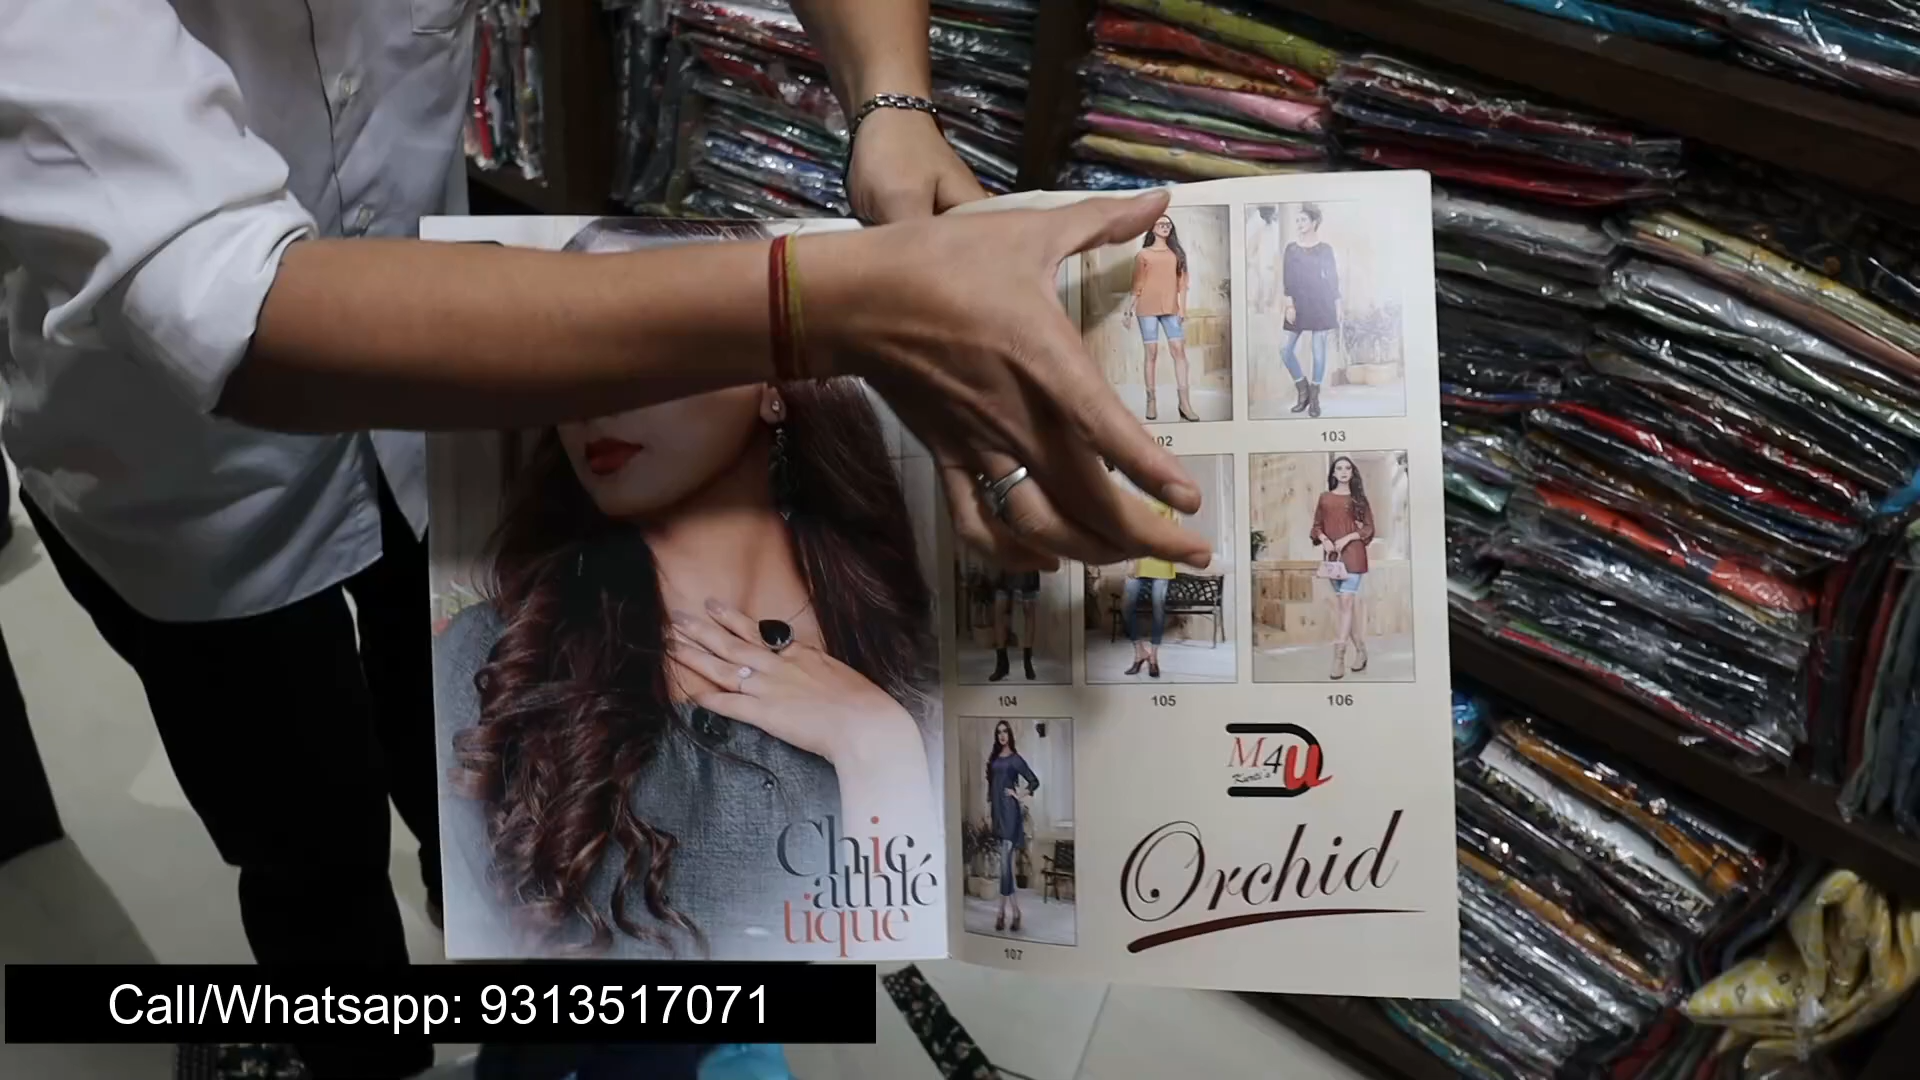 102
103
104
105
106
M4U
Kurti's
107
Orchid
Chic
athlé
tique
Call/Whatsapp: 9313517071